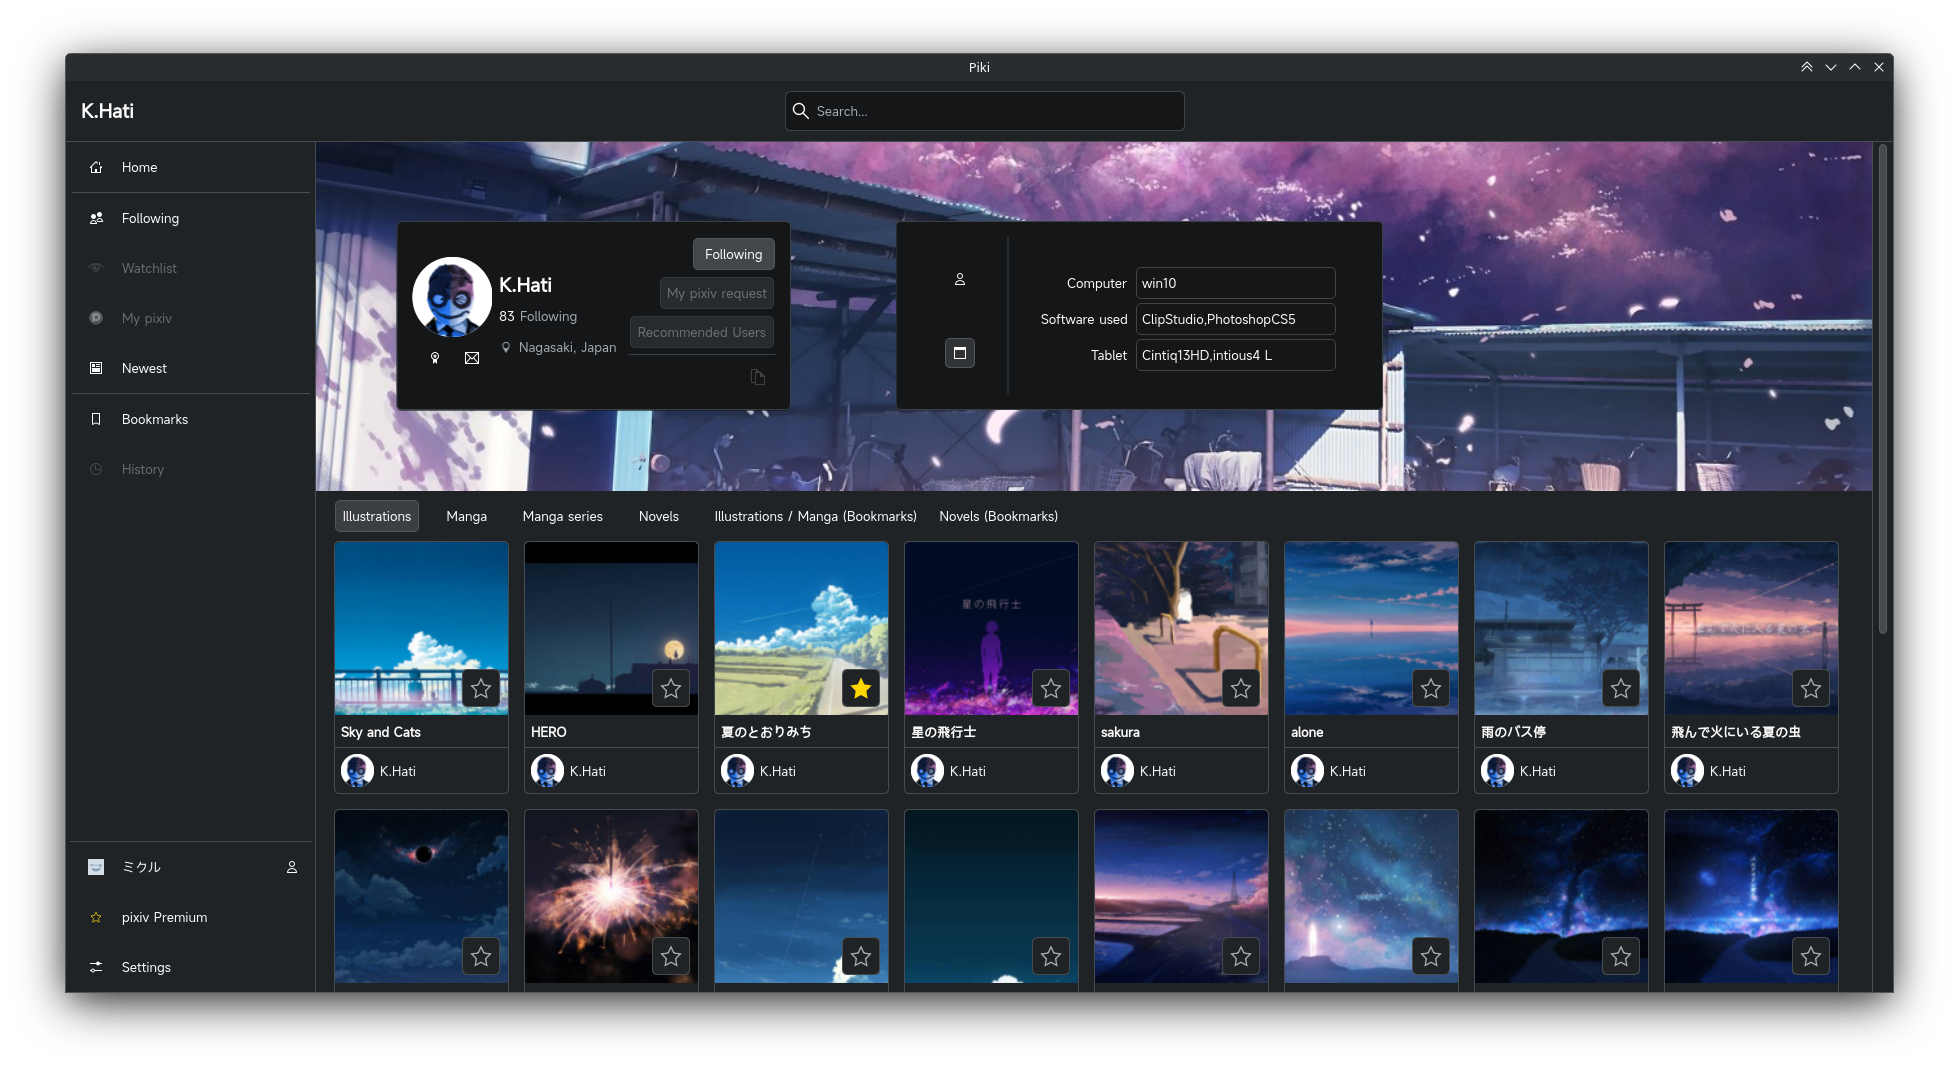 Piki
K.Hati
Search...
Home
Following
Watchlist
My pixiv
Newest
Bookmarks
History
ミクル
pixiv Premium
Settings
Following
K.Hati
My pixiv request
83 Following
Recommended Users
Nagasaki, Japan
Computer win10
Software used ClipStudio,PhotoshopCS5
Tablet Cintiq13HD,intious4 L
Illustrations Manga Manga series Novels Illustrations / Manga (Bookmarks) Novels (Bookmarks)
星の飛行士
Sky and Cats HERO 夏のとおりみち 星の飛行士 sakura alone 雨のバス停 飛んで火にいる夏の虫
K.Hati K.Hati K.Hati K.Hati K.Hati K.Hati K.Hati K.Hati